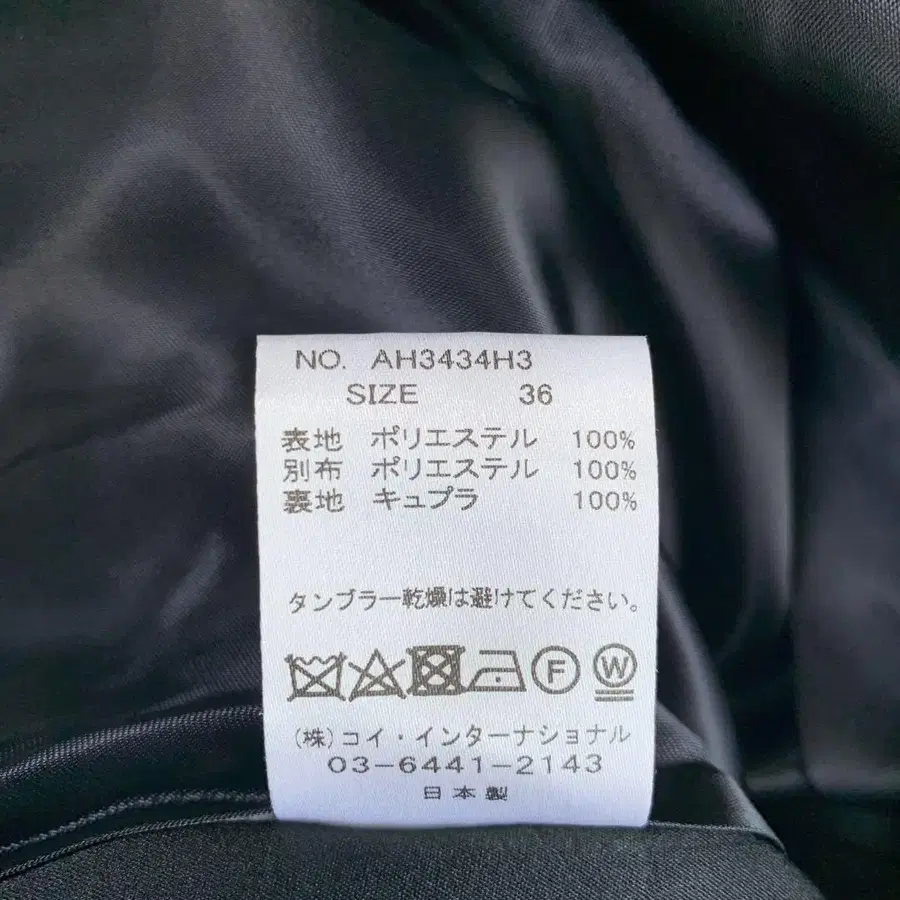 NO. AH3434H3
SIZE 36
表地 ポリエステル 100%
別布 ポリエステル 100%
裏地 キュプラ 100%
タンブラー乾燥は避けてください。
F W
(株)コイ・インターナショナル
03-6441-2143
日本製